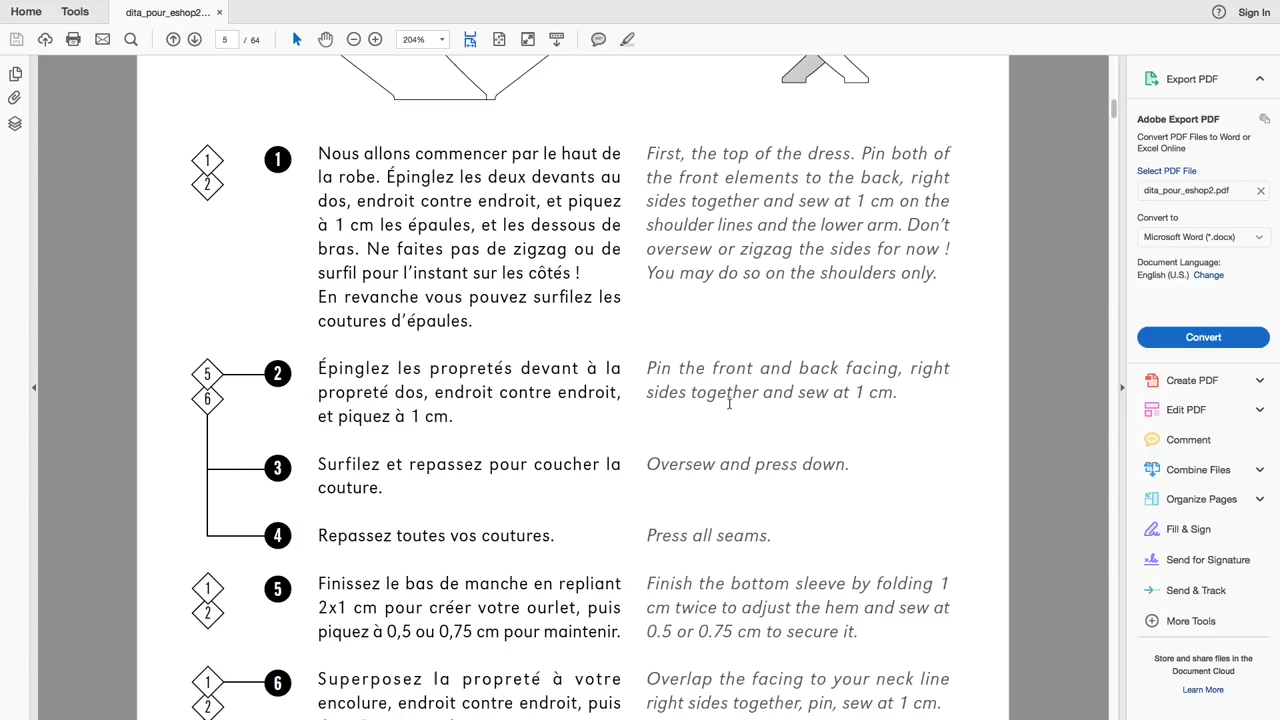 Home
Tools
dita_pour_eshop2... ×
Sign In
5 / 64
204%
1
2
1
Nous allons commencer par le haut de
la robe. Épinglez les deux devants au
dos, endroit contre endroit, et piquez
à 1 cm les épaules, et les dessous de
bras. Ne faites pas de zigzag ou de
surfil pour l'instant sur les côtés !
En revanche vous pouvez surfilez les
coutures d'épaules.
First, the top of the dress. Pin both of
the front elements to the back, right
sides together and sew at 1 cm on the
shoulder lines and the lower arm. Don't
oversew or zigzag the sides for now !
You may do so on the shoulders only.
5
6
2
Épinglez les propretés devant à la
propreté dos, endroit contre endroit,
et piquez à 1 cm.
Pin the front and back facing, right
sides together and sew at 1 cm.
3
Surfilez et repassez pour coucher la
couture.
Oversew and press down.
4
Repassez toutes vos coutures.
Press all seams.
1
2
5
Finissez le bas de manche en repliant
2x1 cm pour créer votre ourlet, puis
piquez à 0,5 ou 0,75 cm pour maintenir.
Finish the bottom sleeve by folding 1
cm twice to adjust the hem and sew at
0.5 or 0.75 cm to secure it.
1
2
6
Superposez la propreté à votre
encolure, endroit contre endroit, puis
Overlap the facing to your neck line
right sides together, pin, sew at 1 cm.
Export PDF
Adobe Export PDF
Convert PDF Files to Word or
Excel Online
Select PDF File
dita_pour_eshop2.pdf
Convert to
Microsoft Word (*.docx)
Document Language:
English (U.S.) Change
Convert
Create PDF
Edit PDF
Comment
Combine Files
Organize Pages
Fill & Sign
Send for Signature
Send & Track
More Tools
Store and share files in the
Document Cloud
Learn More